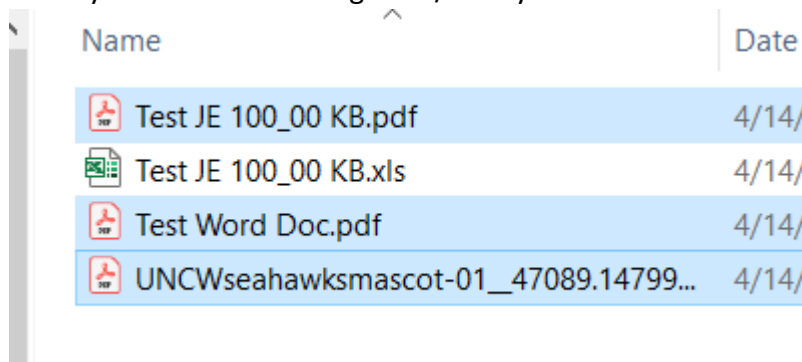 Name Date
Test JE 100_00 KB.pdf 4/14/
Test JE 100_00 KB.xls 4/14/
Test Word Doc.pdf 4/14/
UNCWseahawksmascot-01__47089.14799... 4/14/